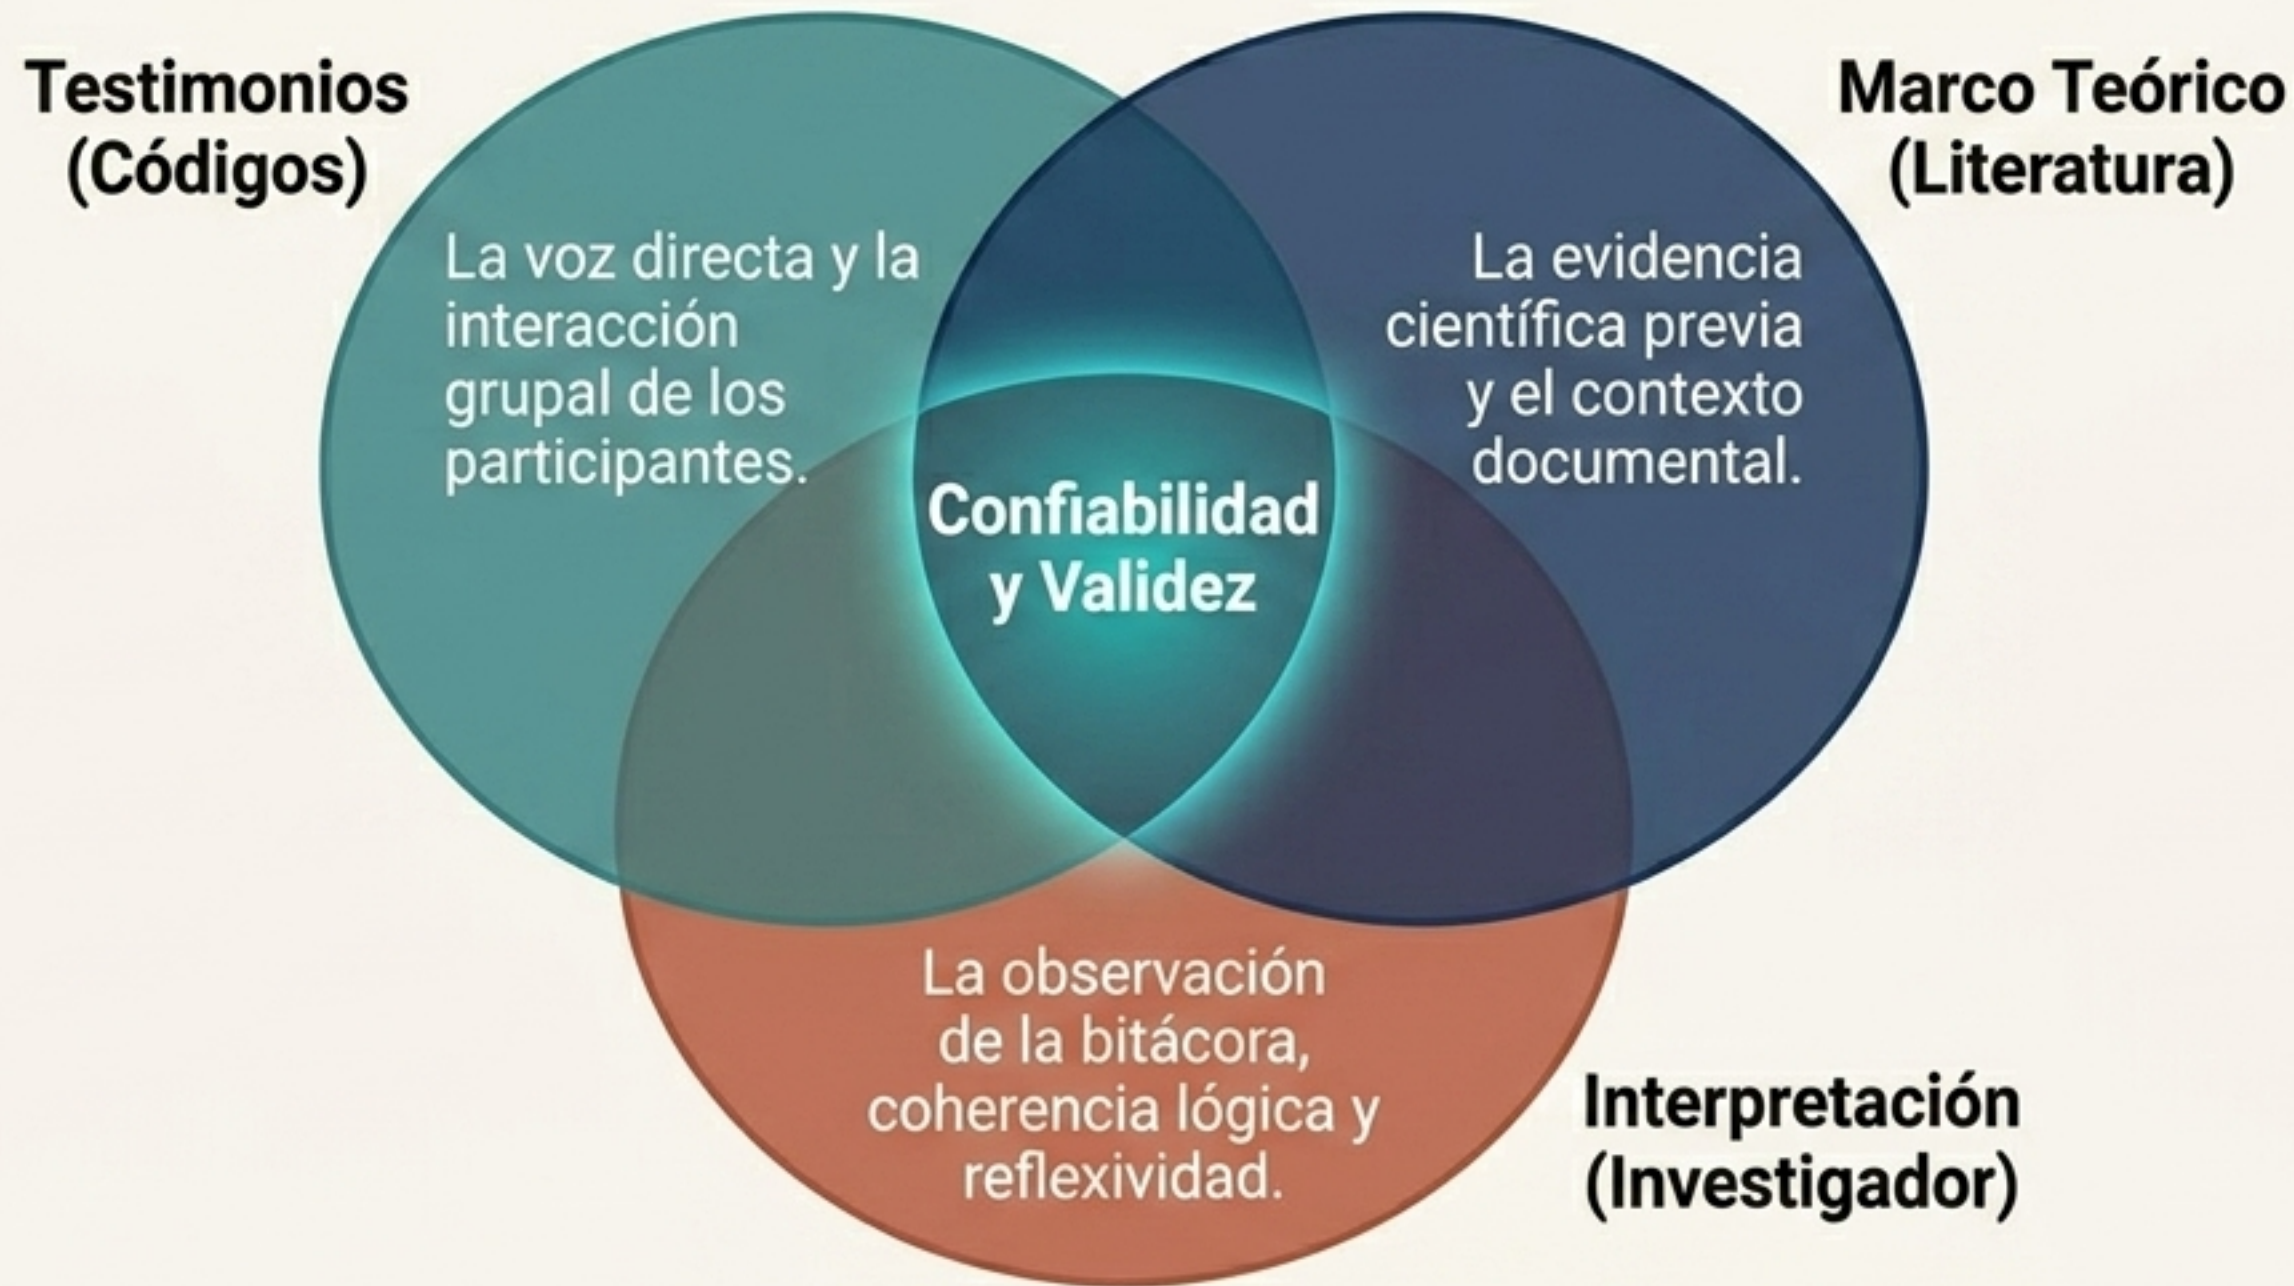 Testimonios
(Códigos)
La voz directa y la
interacción
grupal de los
participantes.
Marco Teórico
(Literatura)
La evidencia
científica previa
y el contexto
documental.
Confiabilidad
y Validez
La observación
de la bitácora,
coherencia lógica y
reflexividad.
Interpretación
(Investigador)